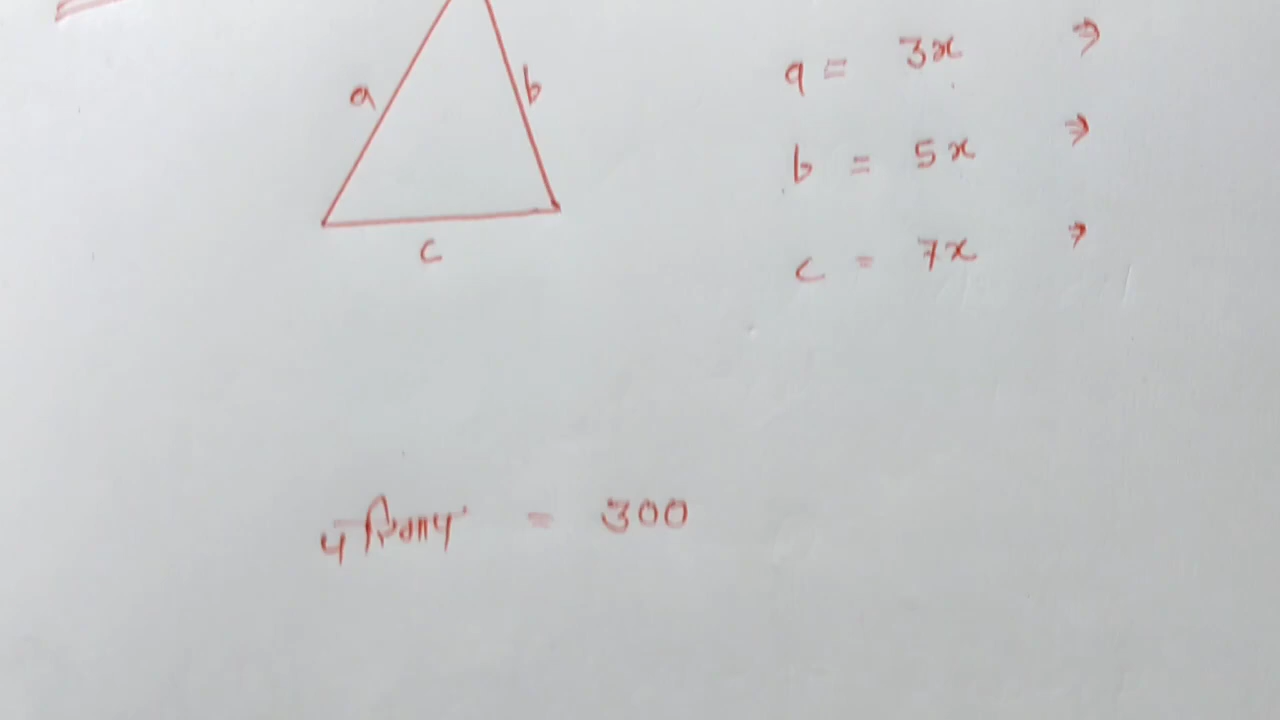 a
b
c
a = 3x ⇒
b = 5x ⇒
c = 7x ⇒
परिमाप = 300